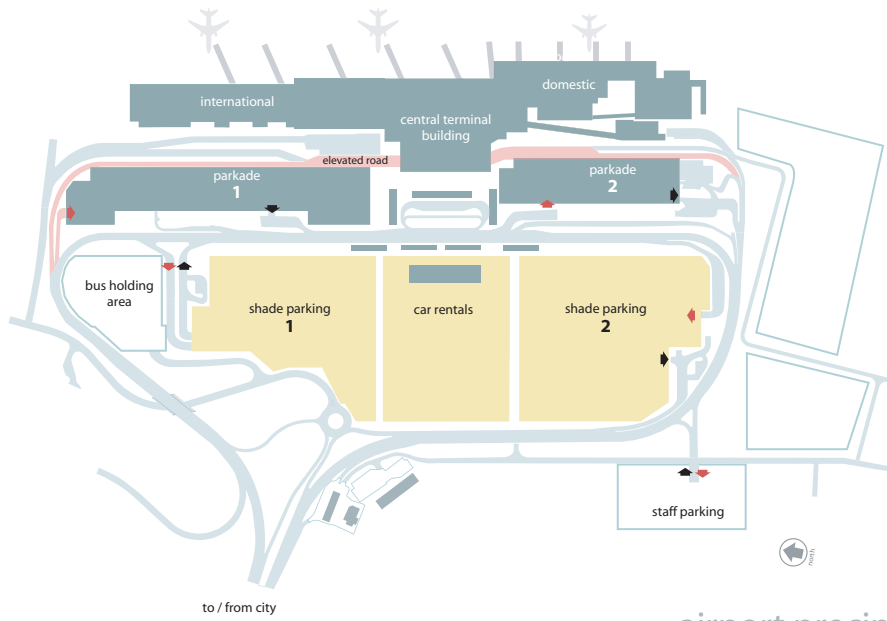 international
domestic
central terminal
building
elevated road
parkade
1
parkade
2
bus holding
area
shade parking
1
car rentals
shade parking
2
staff parking
north
to / from city